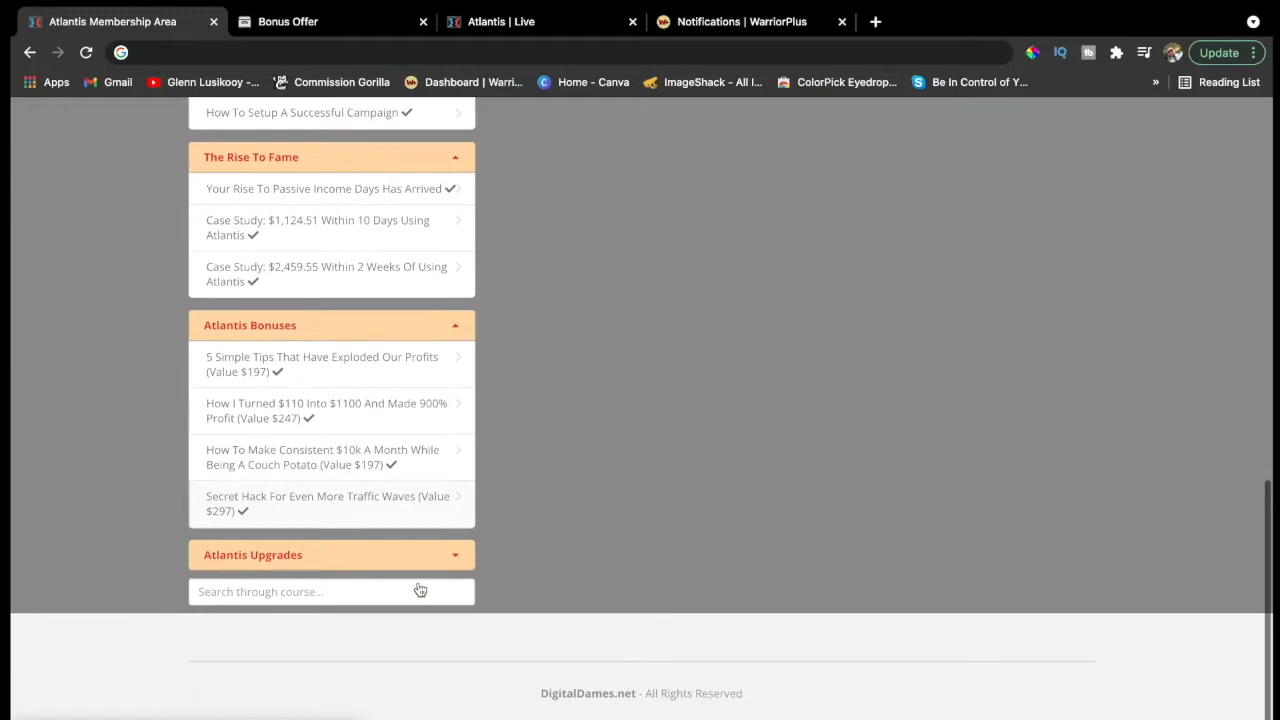 Atlantis Membership Area
Bonus Offer
Atlantis | Live
Notifications | WarriorPlus
Update
Apps
Gmail
Glenn Lusikooy -...
Commission Gorilla
Dashboard | Warri...
Home - Canva
ImageShack - All I...
ColorPick Eyedrop...
Be In Control of Y...
»
Reading List
How To Setup A Successful Campaign
The Rise To Fame
Your Rise To Passive Income Days Has Arrived
Case Study: $1,124.51 Within 10 Days Using
Atlantis
Case Study: $2,459.55 Within 2 Weeks Of Using
Atlantis
Atlantis Bonuses
5 Simple Tips That Have Exploded Our Profits
(Value $197)
How I Turned $110 Into $1100 And Made 900%
Profit (Value $247)
How To Make Consistent $10k A Month While
Being A Couch Potato (Value $197)
Secret Hack For Even More Traffic Waves (Value
$297)
Atlantis Upgrades
Search through course...
DigitalDames.net - All Rights Reserved